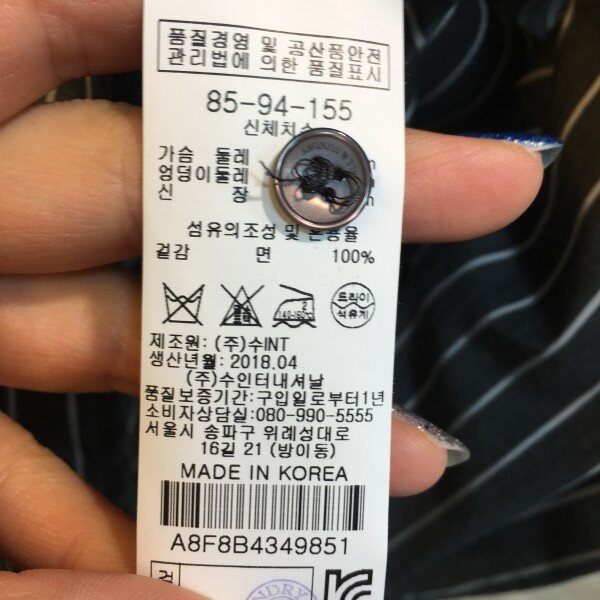 품질경영 및 공산품안전
관리법에 의한 품질표시
85-94-155
신체치수
가슴 둘레
엉덩이둘레
신 장
섬유의조성 및 혼용율
겉감 면 100%
2
140-160℃
드라이
석유계
제조원: (주)수INT
생산년월: 2018.04
(주)수인터내셔날
품질보증기간:구입일로부터1년
소비자상담실:080-990-5555
서울시 송파구 위례성대로
16길 21 (방이동)
MADE IN KOREA
A8F8B4349851